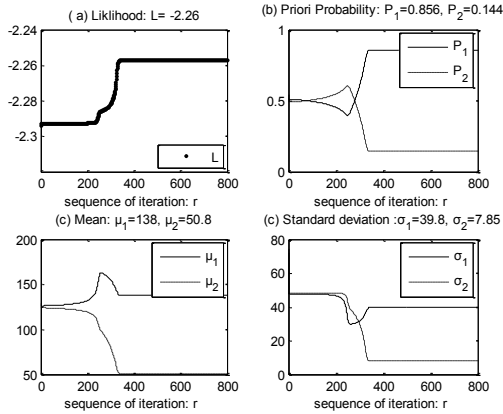 ( a) Liklihood: L= -2.26
-2.24
-2.26
-2.28
-2.3
L
0 200 400 600 800
sequence of iteration: r
(b) Priori Probability: P1=0.856, P2=0.144
1
0.5
0
P1
P2
0 200 400 600 800
sequence of iteration: r
(c) Mean: μ1=138, μ2=50.8
200
150
100
50
μ1
μ2
0 200 400 600 800
sequence of iteration: r
(c) Standard deviation :σ1=39.8, σ2=7.85
80
60
40
20
0
σ1
σ2
0 200 400 600 800
sequence of iteration: r